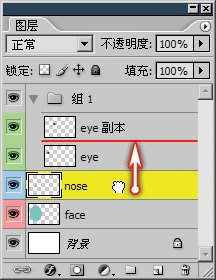 图层
正常 不透明度: 100%
锁定: 填充: 100%
组 1
eye 副本
eye
nose
face
背景